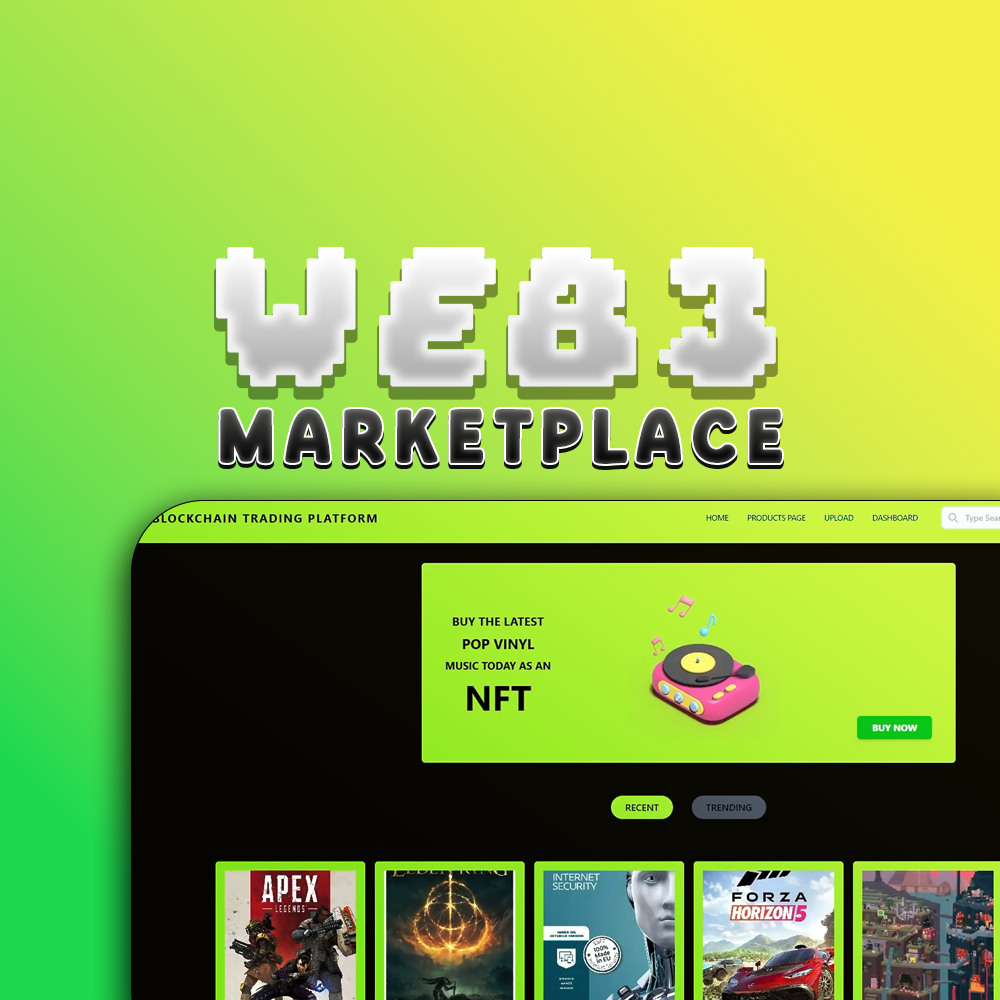 WEB3
MARKETPLACE
BLOCKCHAIN TRADING PLATFORM
HOME
PRODUCTS PAGE
UPLOAD
DASHBOARD
Type Sear
BUY THE LATEST
POP VINYL
MUSIC TODAY AS AN
NFT
BUY NOW
RECENT
TRENDING
APEX
LEGENDS
ELDEN RING
INTERNET
SECURITY
100%
Made
in EU
FORZA
HORIZON 5